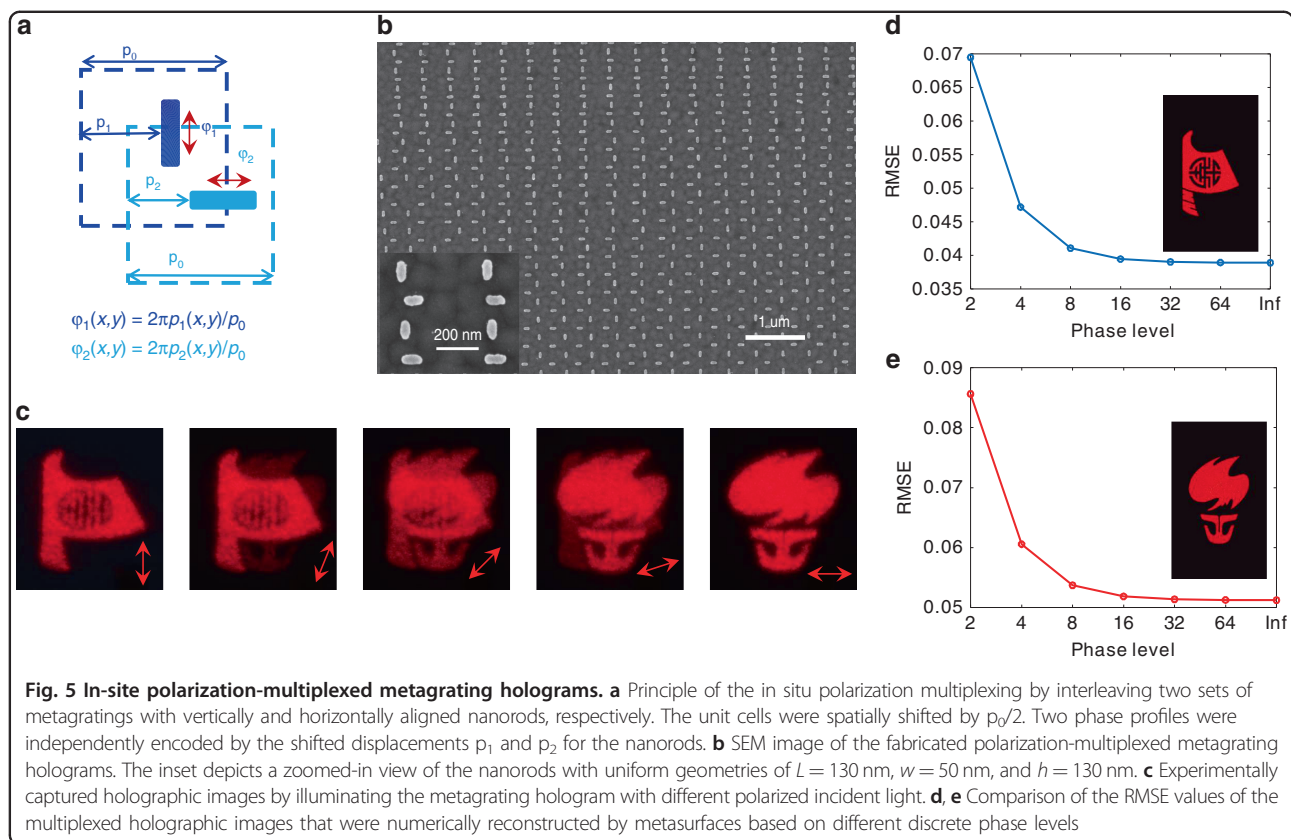 a
p₀
p₁
φ₁
φ₂
p₂
p₀
φ₁(x,y) = 2πp₁(x,y)/p₀
φ₂(x,y) = 2πp₂(x,y)/p₀
b
200 nm
1 um
c
d
0.07
0.065
0.06
0.055
0.05
0.045
0.04
0.035
RMSE
2 4 8 16 32 64 Inf
Phase level
e
0.09
0.08
0.07
0.06
0.05
RMSE
2 4 8 16 32 64 Inf
Phase level
Fig. 5 In-site polarization-multiplexed metagrating holograms. a Principle of the in situ polarization multiplexing by interleaving two sets of
metagratings with vertically and horizontally aligned nanorods, respectively. The unit cells were spatially shifted by p₀/2. Two phase profiles were
independently encoded by the shifted displacements p₁ and p₂ for the nanorods. b SEM image of the fabricated polarization-multiplexed metagrating
holograms. The inset depicts a zoomed-in view of the nanorods with uniform geometries of L = 130 nm, w = 50 nm, and h = 130 nm. c Experimentally
captured holographic images by illuminating the metagrating hologram with different polarized incident light. d, e Comparison of the RMSE values of the
multiplexed holographic images that were numerically reconstructed by metasurfaces based on different discrete phase levels